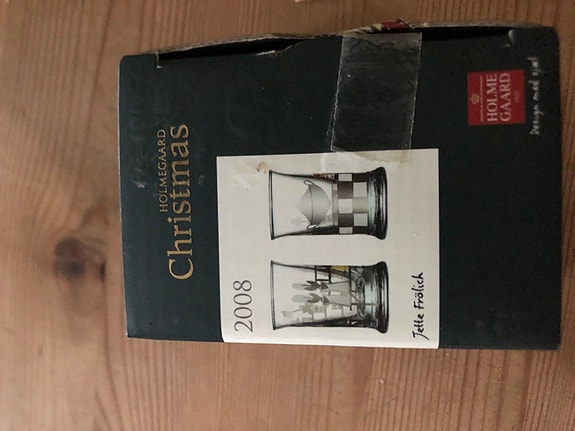 HOLMEGAARD
Christmas
2008
Jette Frölich
HOLME
GAARD
Design med sjæl